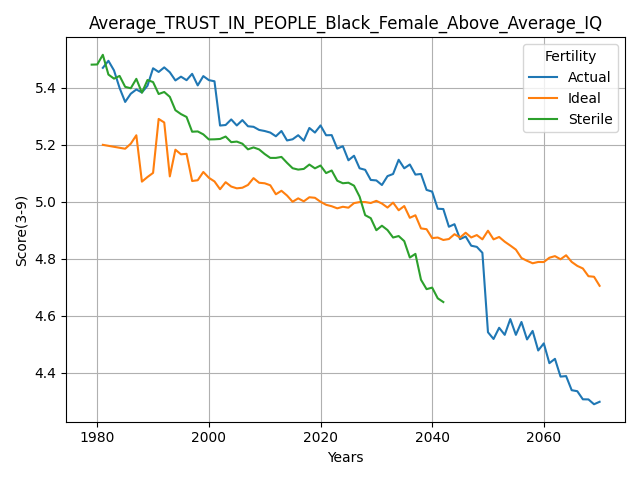 Average_TRUST_IN_PEOPLE_Black_Female_Above_Average_IQ
Fertility
Actual
Ideal
Sterile
Score(3-9)
5.4
5.2
5.0
4.8
4.6
4.4
1980 2000 2020 2040 2060
Years